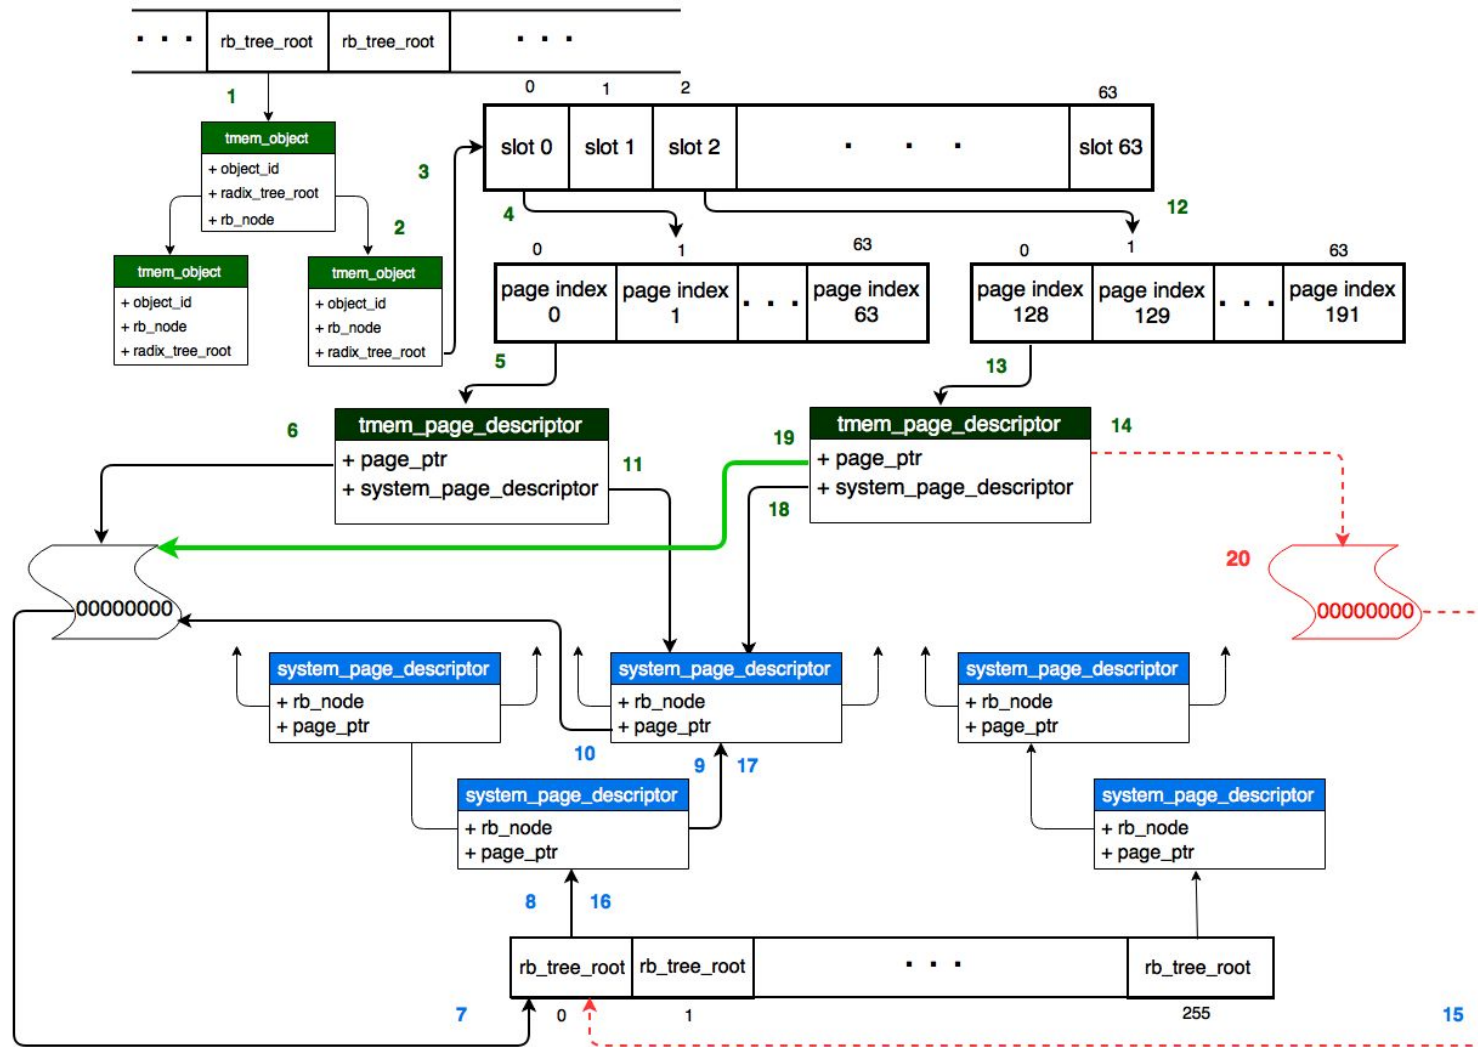 . . .
rb_tree_root
rb_tree_root
. . .
1
0
1
2
63
tmem_object
+ object_id
+ radix_tree_root
+ rb_node
slot 0
slot 1
slot 2
. . .
slot 63
3
2
4
12
tmem_object
+ object_id
+ rb_node
+ radix_tree_root
tmem_object
+ object_id
+ rb_node
+ radix_tree_root
0
1
63
page index
0
page index
1
. . .
page index
63
0
1
63
page index
128
page index
129
. . .
page index
191
5
13
6
tmem_page_descriptor
+ page_ptr
+ system_page_descriptor
11
19
tmem_page_descriptor
+ page_ptr
+ system_page_descriptor
14
18
20
00000000
00000000
system_page_descriptor
+ rb_node
+ page_ptr
system_page_descriptor
+ rb_node
+ page_ptr
system_page_descriptor
+ rb_node
+ page_ptr
10
9
17
system_page_descriptor
+ rb_node
+ page_ptr
system_page_descriptor
+ rb_node
+ page_ptr
8
16
rb_tree_root
rb_tree_root
. . .
rb_tree_root
7
0
1
255
15